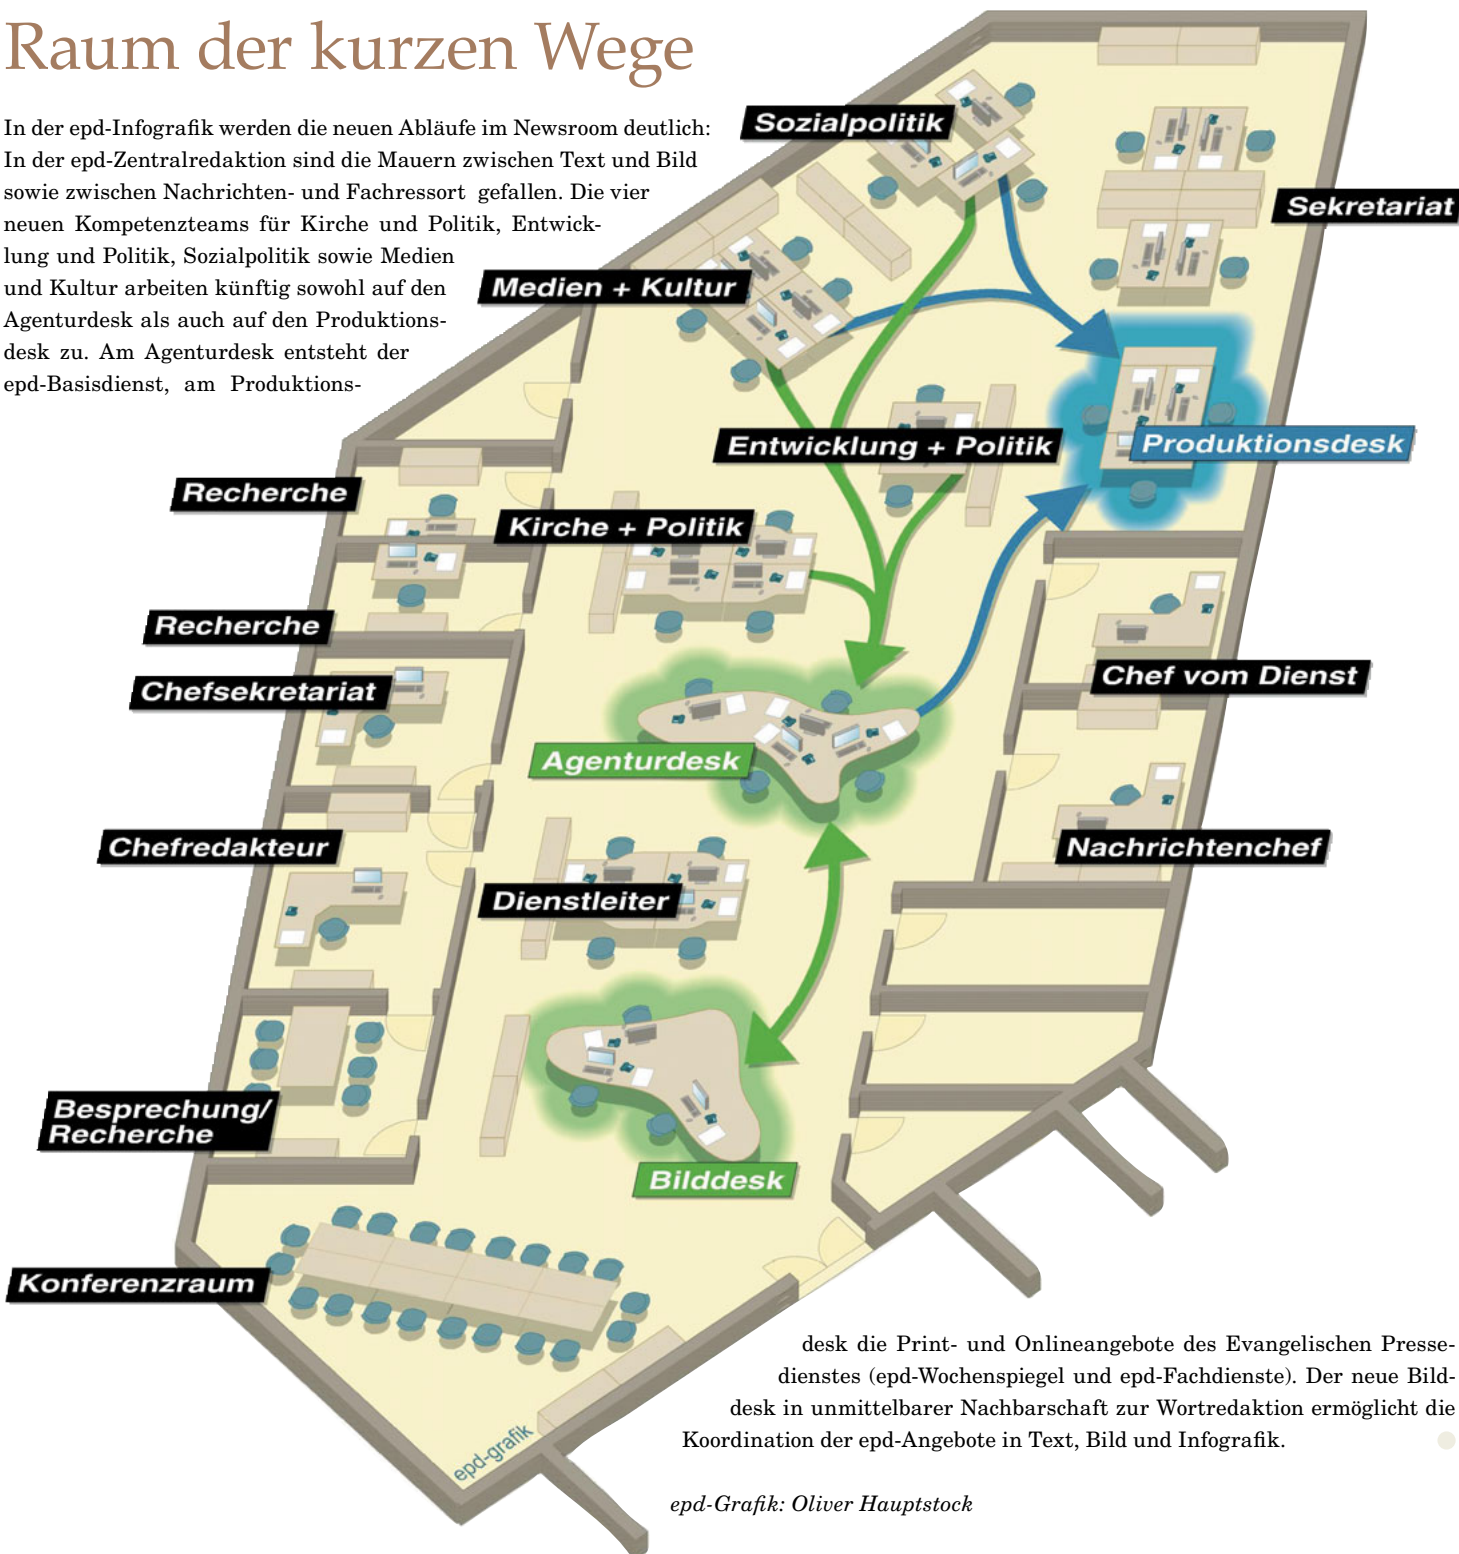 Raum der kurzen Wege
In der epd-Infografik werden die neuen Abläufe im Newsroom deutlich:
In der epd-Zentralredaktion sind die Mauern zwischen Text und Bild
sowie zwischen Nachrichten- und Fachressort gefallen. Die vier
neuen Kompetenzteams für Kirche und Politik, Entwick-
lung und Politik, Sozialpolitik sowie Medien
und Kultur arbeiten künftig sowohl auf den
Agenturdesk als auch auf den Produktions-
desk zu. Am Agenturdesk entsteht der
epd-Basisdienst, am Produktions-
Sozialpolitik
Sekretariat
Medien + Kultur
Entwicklung + Politik
Produktionsdesk
Recherche
Kirche + Politik
Recherche
Chefsekretariat
Chef vom Dienst
Agenturdesk
Chefredakteur
Nachrichtenchef
Dienstleiter
Besprechung/
Recherche
Bilddesk
Konferenzraum
desk die Print- und Onlineangebote des Evangelischen Presse-
dienstes (epd-Wochenspiegel und epd-Fachdienste). Der neue Bild-
desk in unmittelbarer Nachbarschaft zur Wortredaktion ermöglicht die
Koordination der epd-Angebote in Text, Bild und Infografik.
epd-grafik
epd-Grafik: Oliver Hauptstock